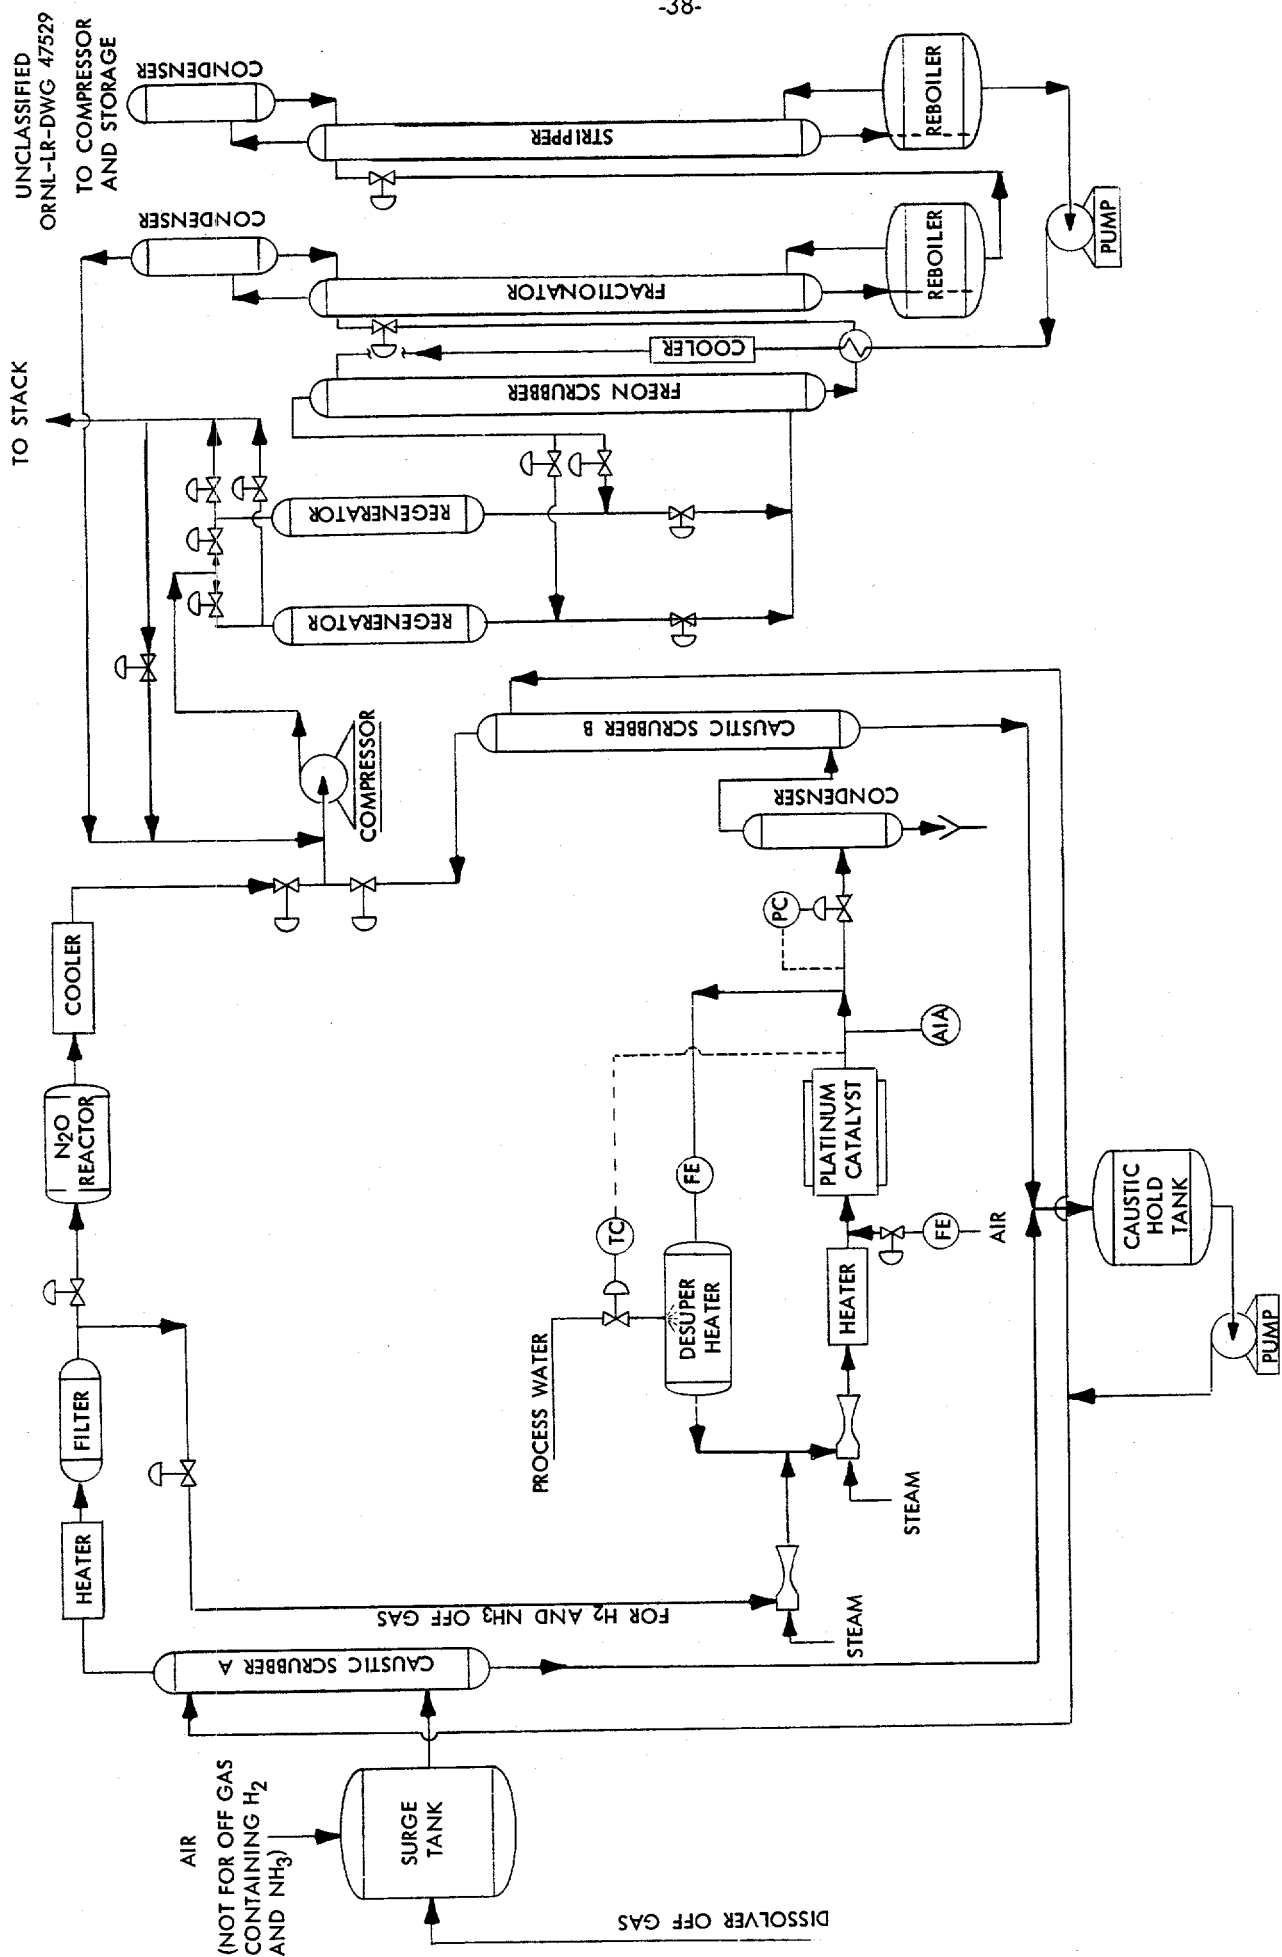 -38-
UNCLASSIFIED
ORNL-LR-DWG 47529
TO COMPRESSOR
AND STORAGE
CONDENSER
STRIPPER
REBOILER
PUMP
CONDENSER
FRACTIONATOR
REBOILER
COOLER
FREON SCRUBBER
TO STACK
REGENERATOR
REGENERATOR
COMPRESSOR
CAUSTIC SCRUBBER B
CONDENSER
PC
COOLER
N2O
REACTOR
AIA
PLATINUM
CATALYST
FE
TC
FE
AIR
DESUPER
HEATER
HEATER
PROCESS WATER
STEAM
CAUSTIC
HOLD
TANK
PUMP
FILTER
HEATER
FOR H2 AND NH3 OFF GAS
STEAM
CAUSTIC SCRUBBER A
AIR
(NOT FOR OFF GAS
CONTAINING H2
AND NH3)
SURGE
TANK
DISSOLVER OFF GAS